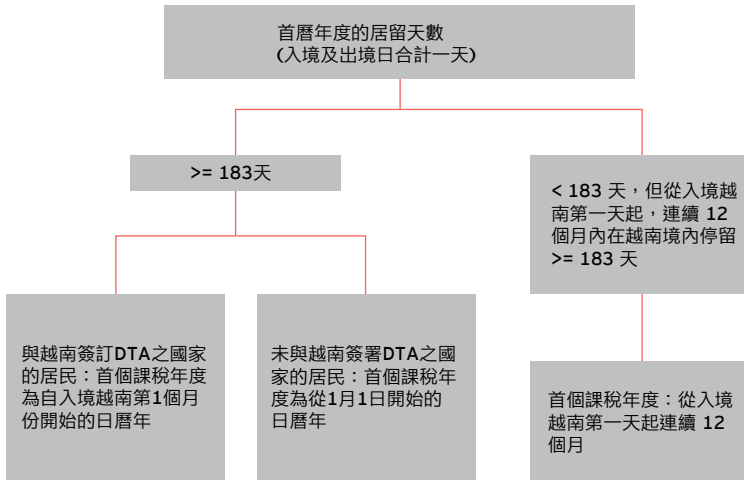 首曆年度的居留天數
(入境及出境日合計一天)
>= 183天
< 183 天，但從入境越
南第一天起，連續 12
個月內在越南境內停留
>= 183 天
與越南簽訂DTA之國家
的居民：首個課稅年度
為自入境越南第1個月
份開始的日曆年
未與越南簽署DTA之國
家的居民：首個課稅年
度為從1月1日開始的
日曆年
首個課稅年度：從入境
越南第一天起連續 12
個月